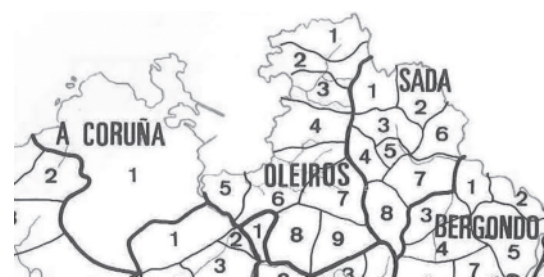 1
2 SADA
3 1 2
A CORUÑA 4 3 6
2 1 5 4 5
5 6 OLEIROS 7 7 1 2
1 2 1 8 9 8 3 BERGONDO
3 3 4 5
7